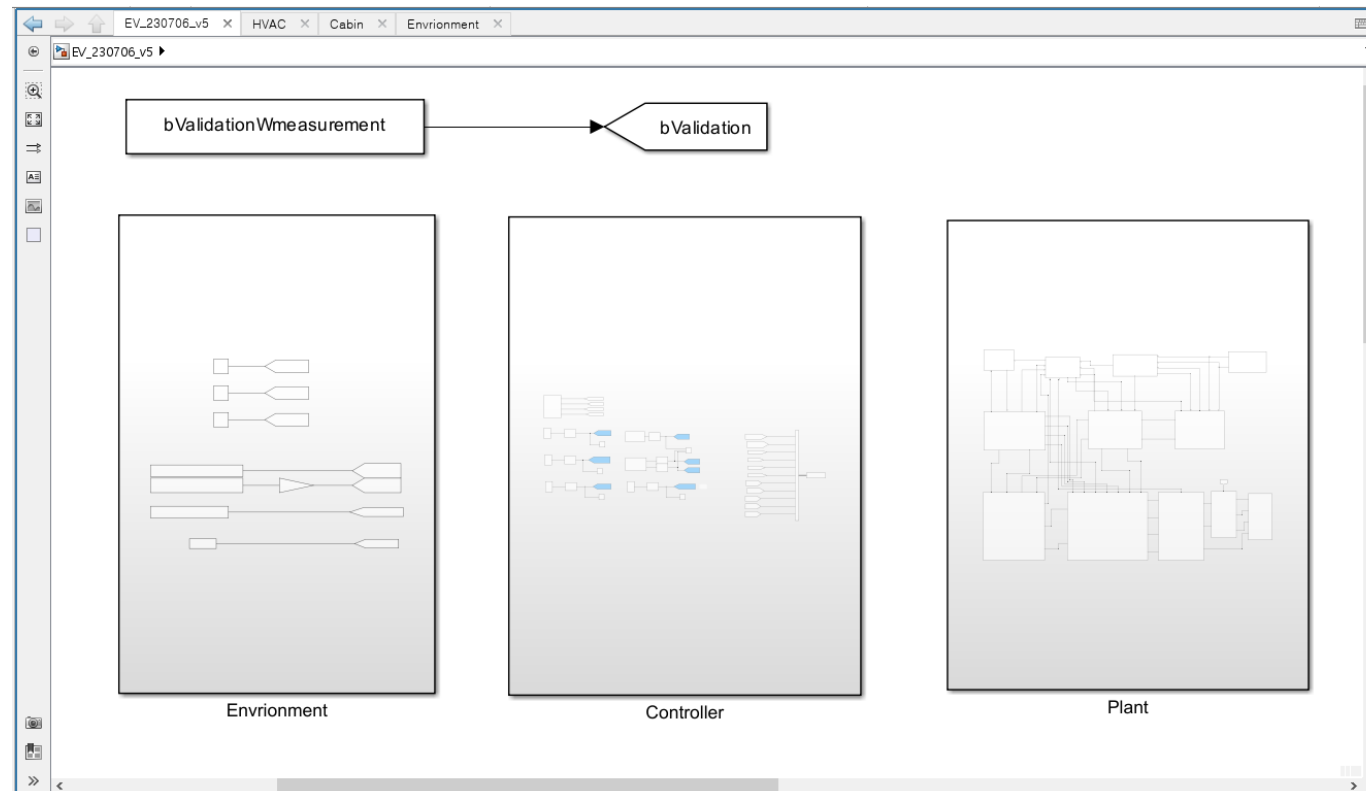 EV_230706_v5
HVAC
Cabin
Envrionment
EV_230706_v5
bValidationWmeasurement
bValidation
Envrionment
Controller
Plant